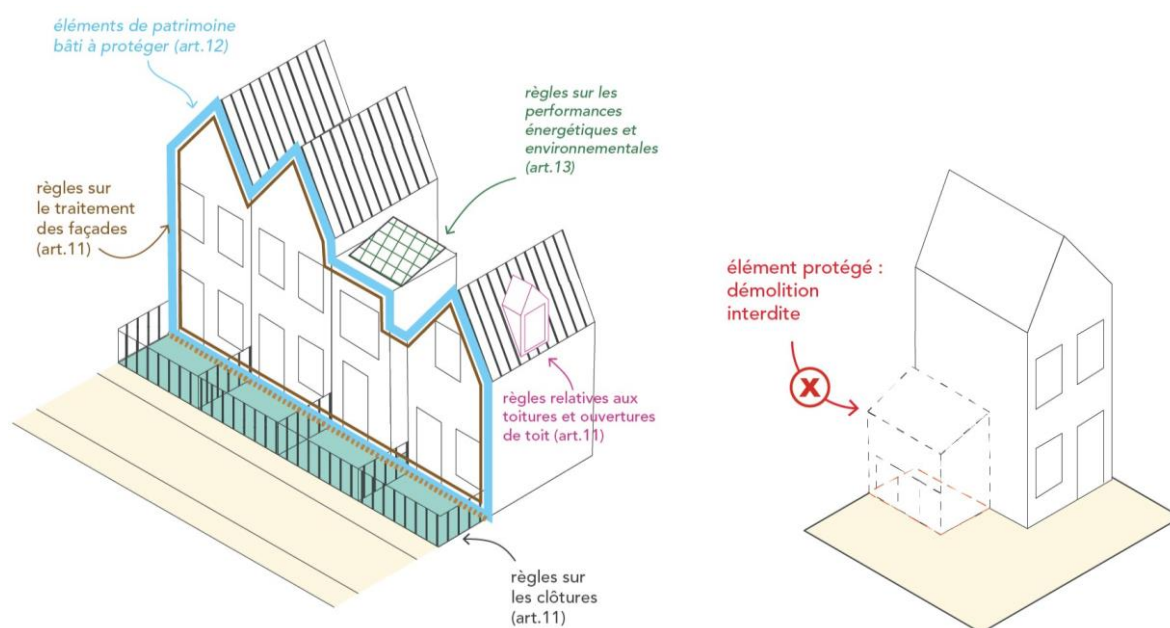 éléments de patrimoine
bâti à protéger (art.12)
règles sur les
performances
énergétiques et
environnementales
(art.13)
règles sur
le traitement
des façades
(art.11)
règles relatives aux
toitures et ouvertures
de toit (art.11)
règles sur
les clôtures
(art.11)
élément protégé :
démolition
interdite
X